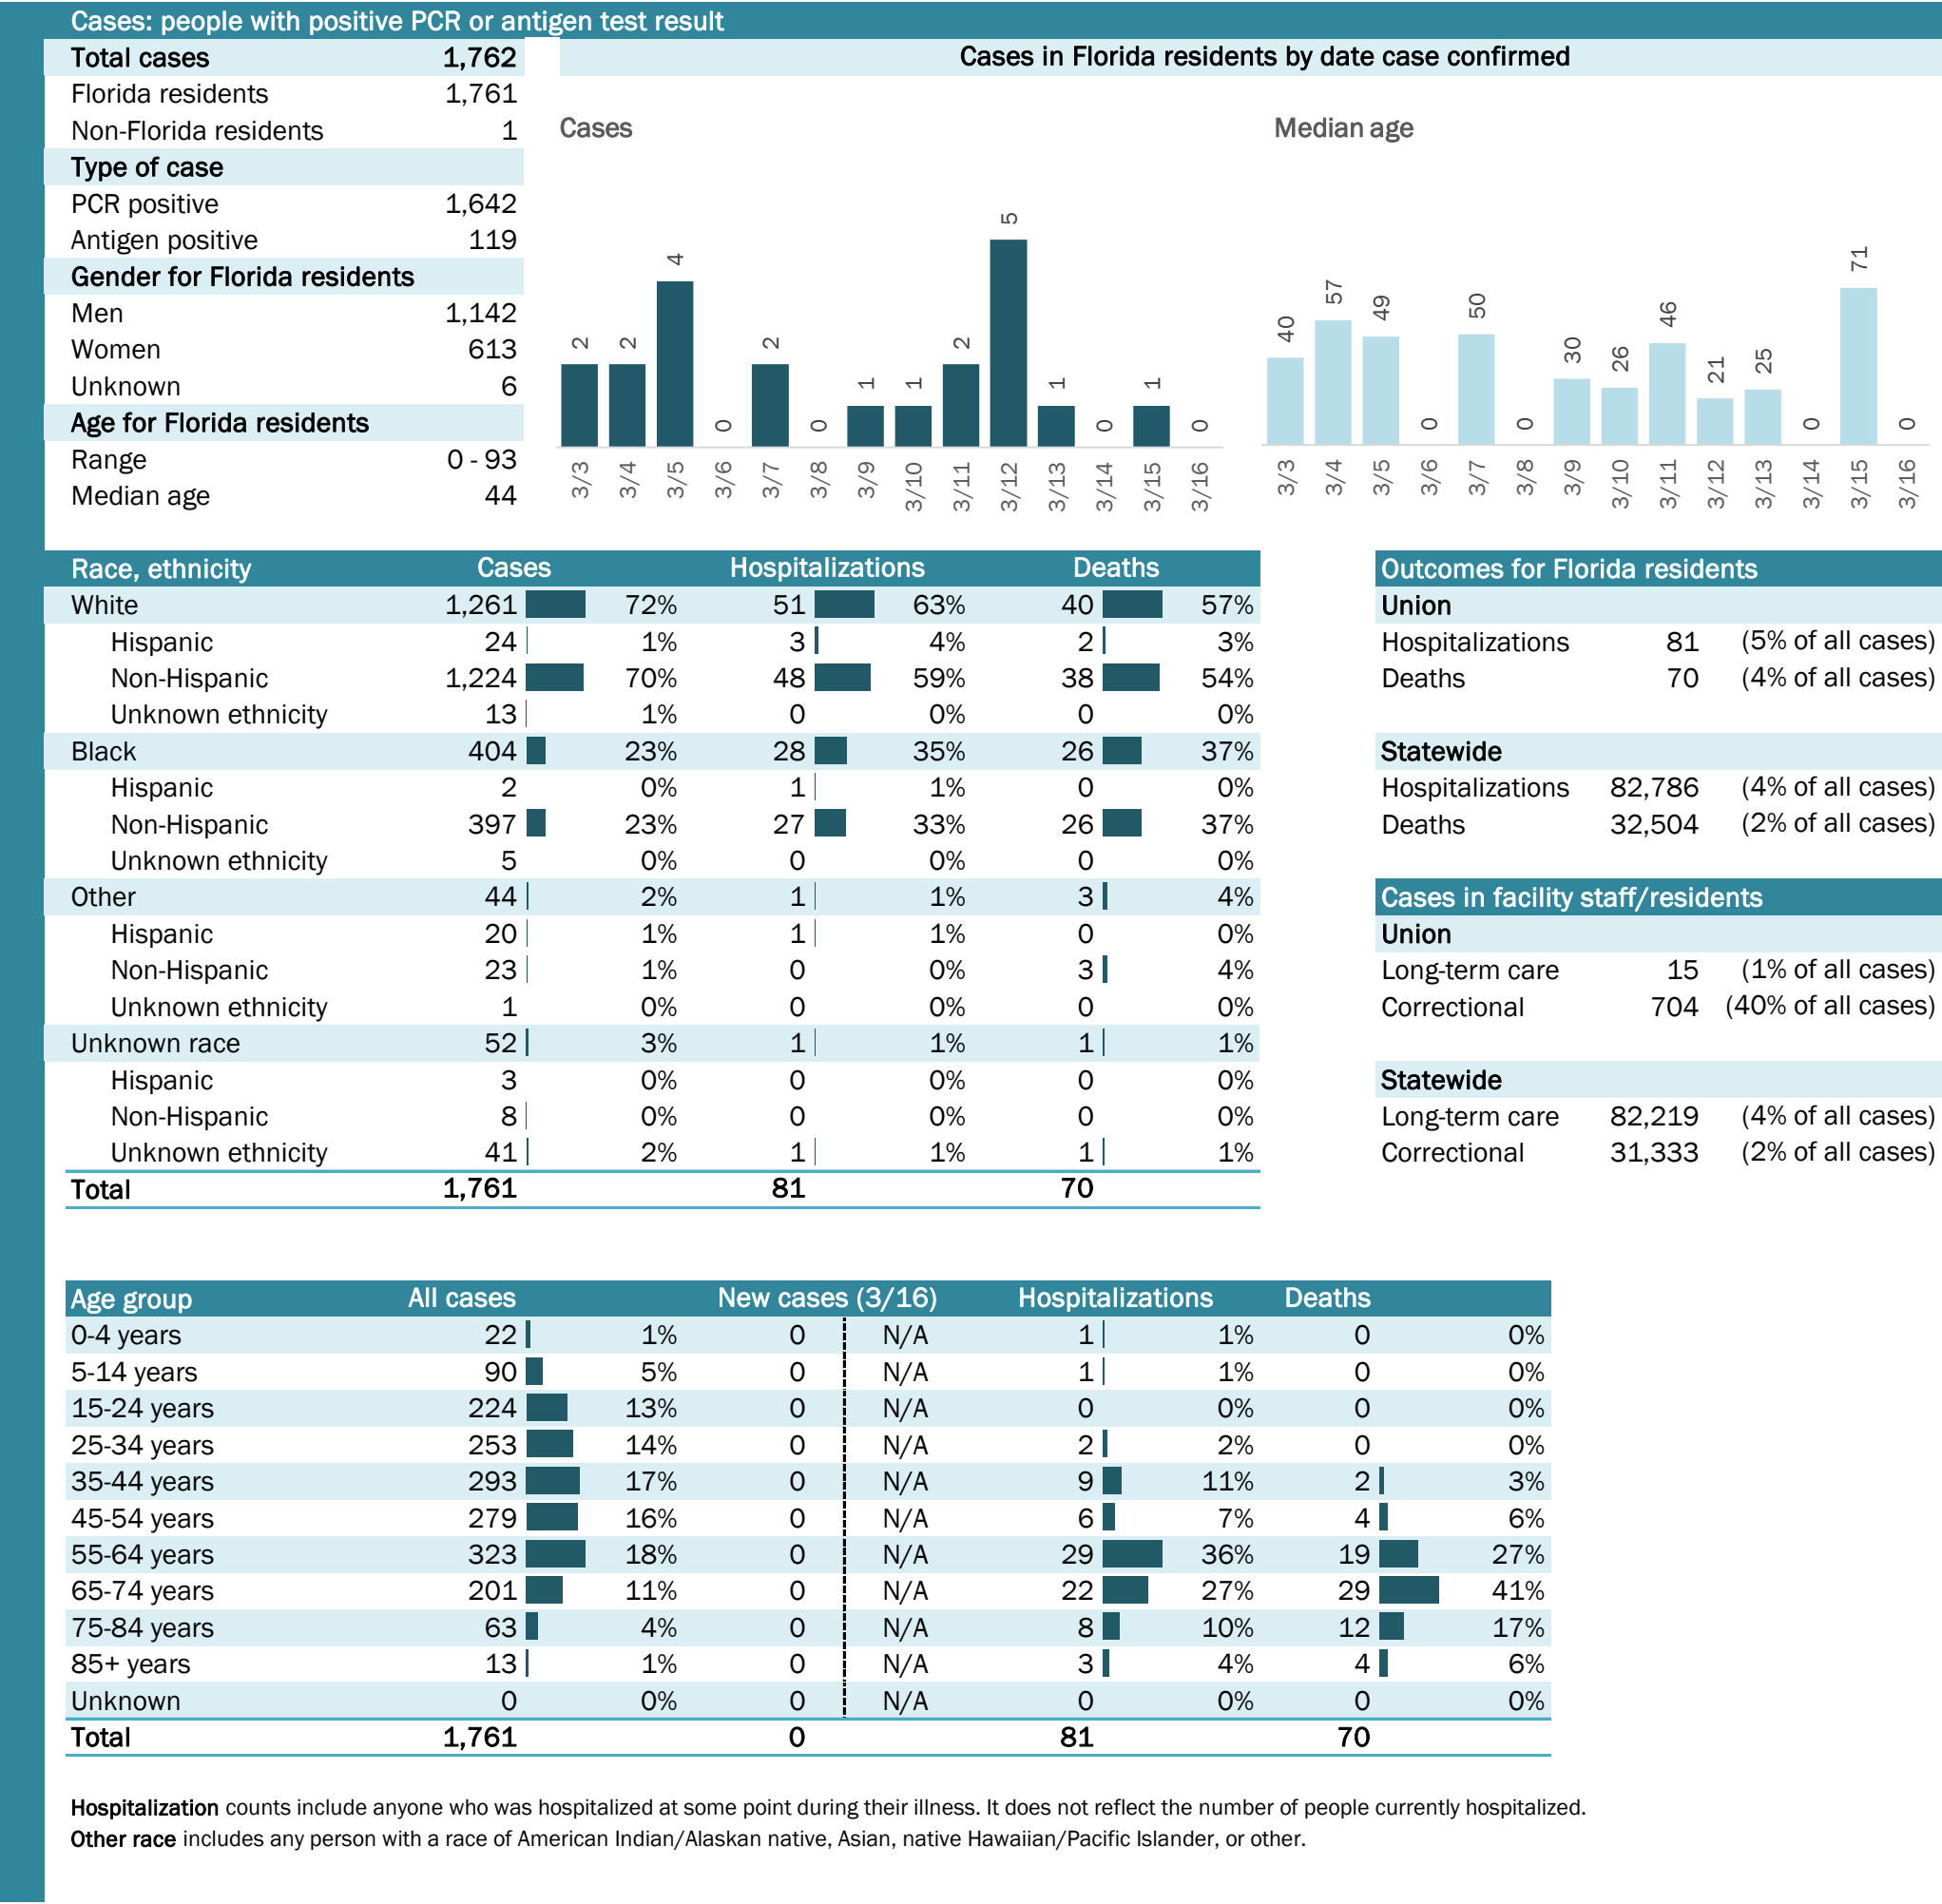 Cases: people with positive PCR or antigen test result
Total cases 1,762
Florida residents 1,761
Non-Florida residents 1
Type of case
PCR positive 1,642
Antigen positive 119
Gender for Florida residents
Men 1,142
Women 613
Unknown 6
Age for Florida residents
Range 0 - 93
Median age 44
Cases in Florida residents by date case confirmed
Cases
2 2 4 0 2 0 1 1 2 5 1 0 1 0
3/3 3/4 3/5 3/6 3/7 3/8 3/9 3/10 3/11 3/12 3/13 3/14 3/15 3/16
Median age
40 57 49 0 50 0 30 26 46 21 25 0 71 0
3/3 3/4 3/5 3/6 3/7 3/8 3/9 3/10 3/11 3/12 3/13 3/14 3/15 3/16
Race, ethnicity Cases Hospitalizations Deaths
White 1,261 72% 51 63% 40 57%
Hispanic 24 1% 3 4% 2 3%
Non-Hispanic 1,224 70% 48 59% 38 54%
Unknown ethnicity 13 1% 0 0% 0 0%
Black 404 23% 28 35% 26 37%
Hispanic 2 0% 1 1% 0 0%
Non-Hispanic 397 23% 27 33% 26 37%
Unknown ethnicity 5 0% 0 0% 0 0%
Other 44 2% 1 1% 3 4%
Hispanic 20 1% 1 1% 0 0%
Non-Hispanic 23 1% 0 0% 3 4%
Unknown ethnicity 1 0% 0 0% 0 0%
Unknown race 52 3% 1 1% 1 1%
Hispanic 3 0% 0 0% 0 0%
Non-Hispanic 8 0% 0 0% 0 0%
Unknown ethnicity 41 2% 1 1% 1 1%
Total 1,761 81 70
Outcomes for Florida residents
Union
Hospitalizations 81 (5% of all cases)
Deaths 70 (4% of all cases)
Statewide
Hospitalizations 82,786 (4% of all cases)
Deaths 32,504 (2% of all cases)
Cases in facility staff/residents
Union
Long-term care 15 (1% of all cases)
Correctional 704 (40% of all cases)
Statewide
Long-term care 82,219 (4% of all cases)
Correctional 31,333 (2% of all cases)
Age group All cases New cases (3/16) Hospitalizations Deaths
0-4 years 22 1% 0 N/A 1 1% 0 0%
5-14 years 90 5% 0 N/A 1 1% 0 0%
15-24 years 224 13% 0 N/A 0 0% 0 0%
25-34 years 253 14% 0 N/A 2 2% 0 0%
35-44 years 293 17% 0 N/A 9 11% 2 3%
45-54 years 279 16% 0 N/A 6 7% 4 6%
55-64 years 323 18% 0 N/A 29 36% 19 27%
65-74 years 201 11% 0 N/A 22 27% 29 41%
75-84 years 63 4% 0 N/A 8 10% 12 17%
85+ years 13 1% 0 N/A 3 4% 4 6%
Unknown 0 0% 0 N/A 0 0% 0 0%
Total 1,761 0 81 70
Hospitalization counts include anyone who was hospitalized at some point during their illness. It does not reflect the number of people currently hospitalized.
Other race includes any person with a race of American Indian/Alaskan native, Asian, native Hawaiian/Pacific Islander, or other.